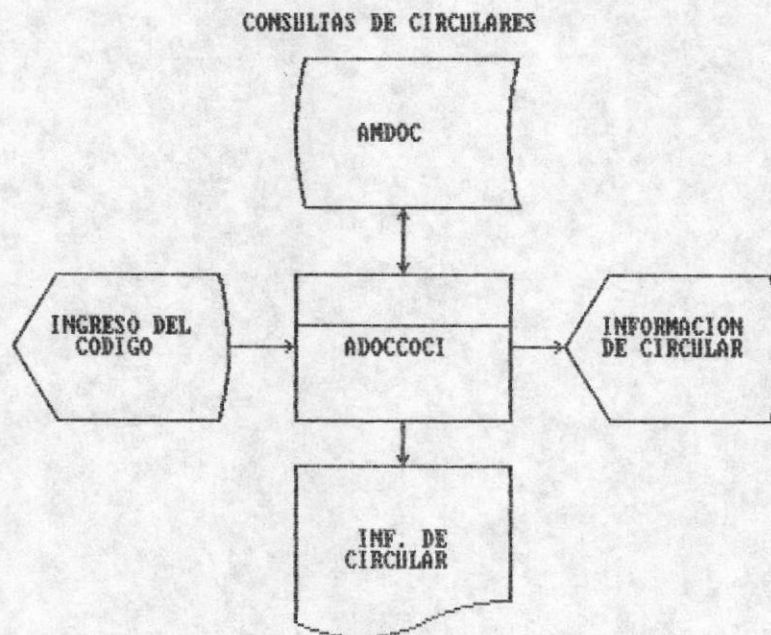 CONSULTAS DE CIRCULARES
AMDOC
INGRESO DEL
CODIGO
ADOCCOCI
INFORMACION
DE CIRCULAR
INF. DE
CIRCULAR